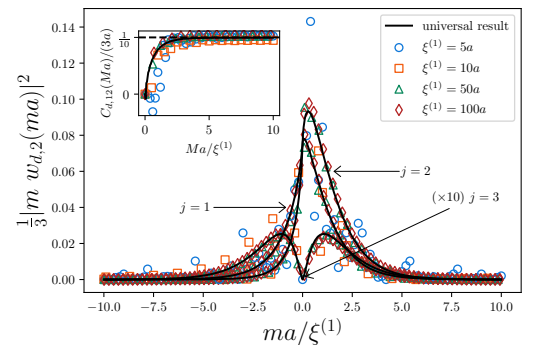 0.14
0.12
0.10
0.08
0.06
0.04
0.02
0.00
1/3 |m w_{d,2}(ma)|^2
−10.0 −7.5 −5.0 −2.5 0.0 2.5 5.0 7.5 10.0
ma/ξ^{(1)}
universal result
ξ^{(1)} = 5a
ξ^{(1)} = 10a
ξ^{(1)} = 50a
ξ^{(1)} = 100a
j = 1
j = 2
(×10) j = 3
C_{d,12}(Ma)/(3a)
1/10
0
0 5 10
Ma/ξ^{(1)}